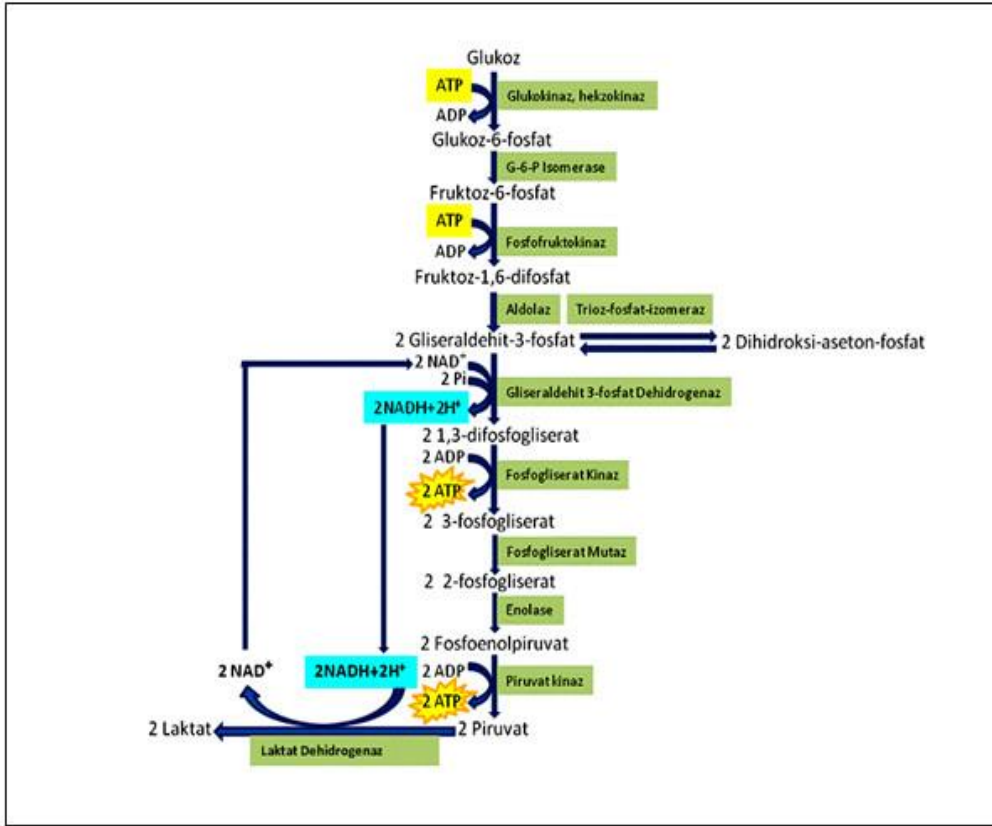 Glukoz
ATP
Glukokinaz, hekzokinaz
ADP
Glukoz-6-fosfat
G-6-P Isomerase
Fruktoz-6-fosfat
ATP
Fosfofruktokinaz
ADP
Fruktoz-1,6-difosfat
Aldolaz
Trioz-fosfat-izomeraz
2 Gliseraldehit-3-fosfat
2 Dihidroksi-aseton-fosfat
2 NAD+
2 Pi
Gliseraldehit 3-fosfat Dehidrogenaz
2NADH+2H+
2 1,3-difosfogliserat
2 ADP
Fosfogliserat Kinaz
2 ATP
2 3-fosfogliserat
Fosfogliserat Mutaz
2 2-fosfogliserat
Enolase
2 Fosfoenolpiruvat
2 NAD+
2NADH+2H+
2 ADP
Piruvat kinaz
2 ATP
2 Laktat
2 Piruvat
Laktat Dehidrogenaz